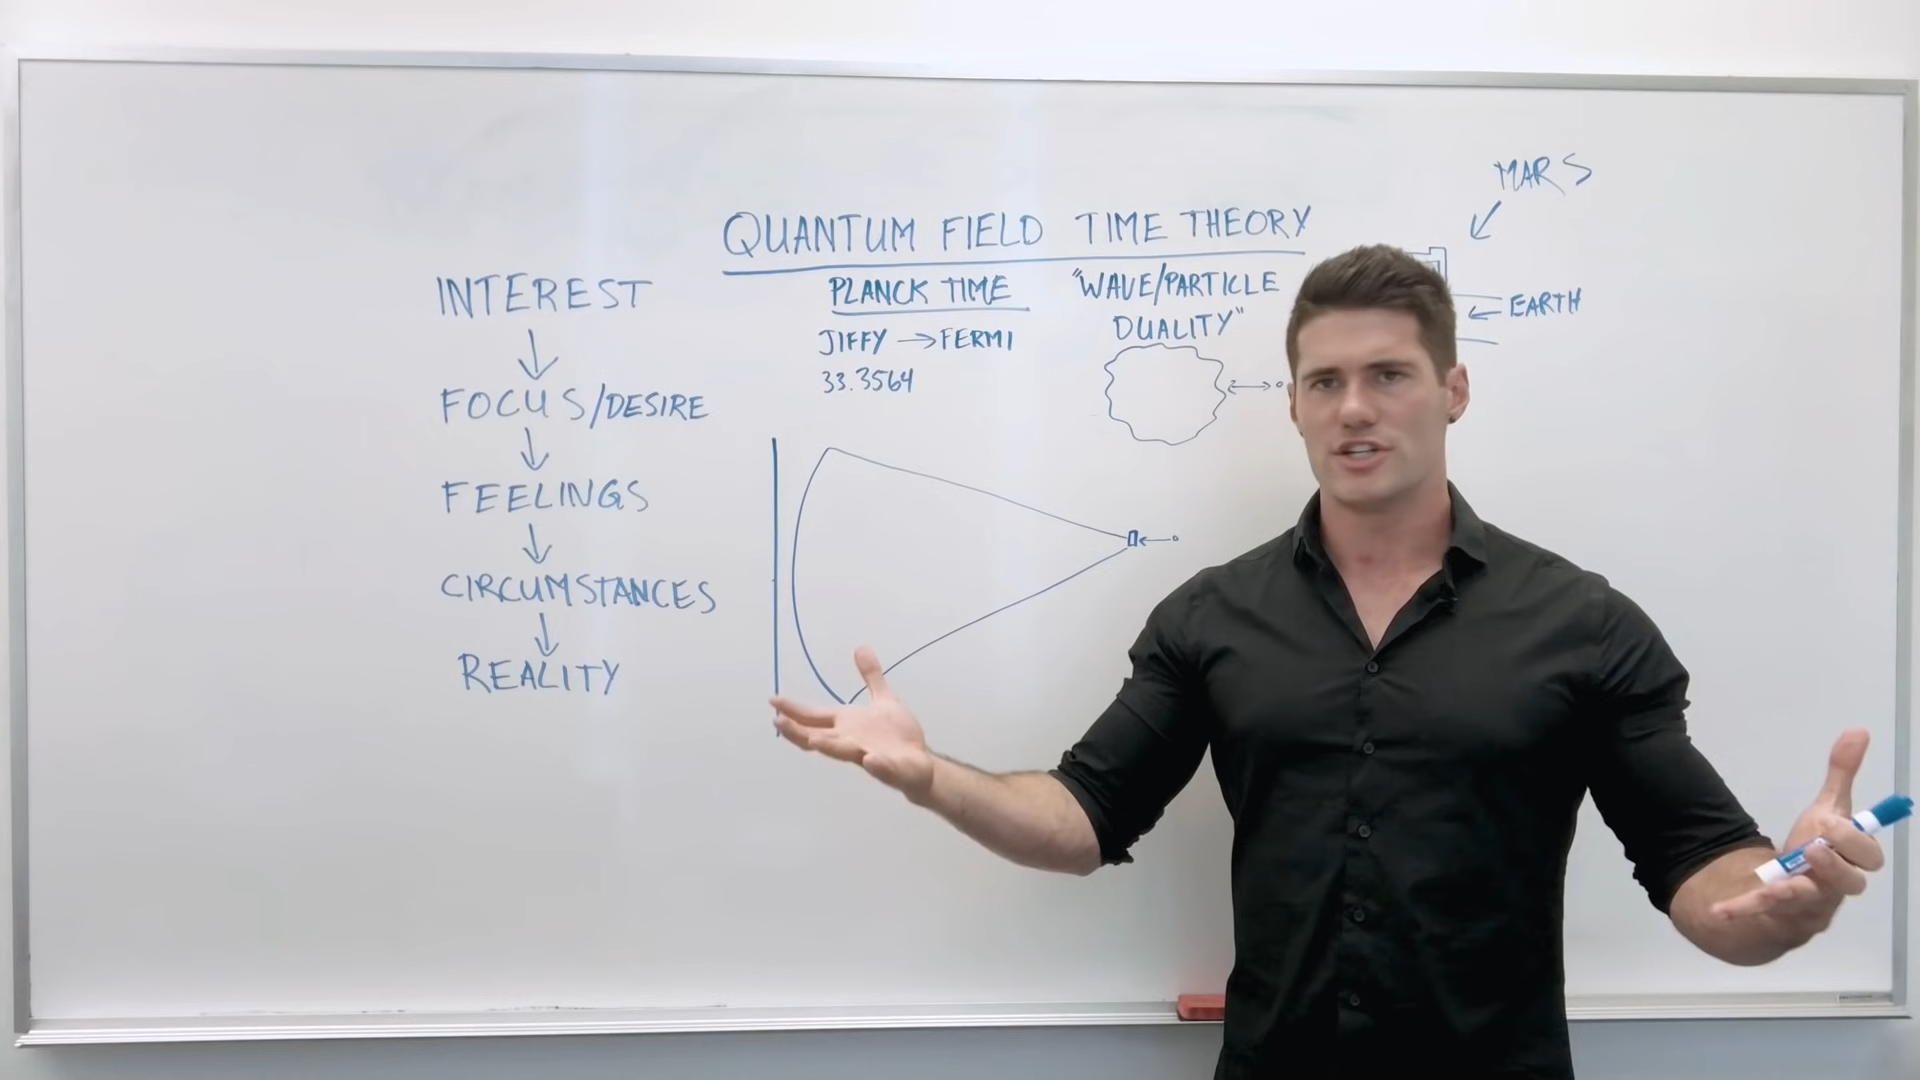 QUANTUM FIELD TIME THEORY
INTEREST
FOCUS/DESIRE
FEELINGS
CIRCUMSTANCES
REALITY
PLANCK TIME
JIFFY → FERMI
33.3564
"WAVE/PARTICLE
DUALITY"
MARS
EARTH